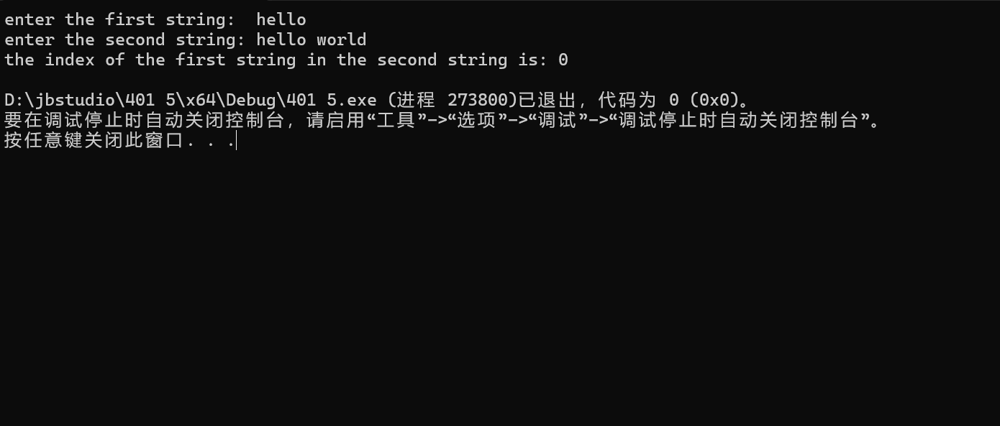 enter the first string:  hello
enter the second string: hello world
the index of the first string in the second string is: 0
D:\jbstudio\401 5\x64\Debug\401 5.exe (进程 273800)已退出，代码为 0 (0x0)。
要在调试停止时自动关闭控制台，请启用“工具”->“选项”->“调试”->“调试停止时自动关闭控制台”。
按任意键关闭此窗口. . .